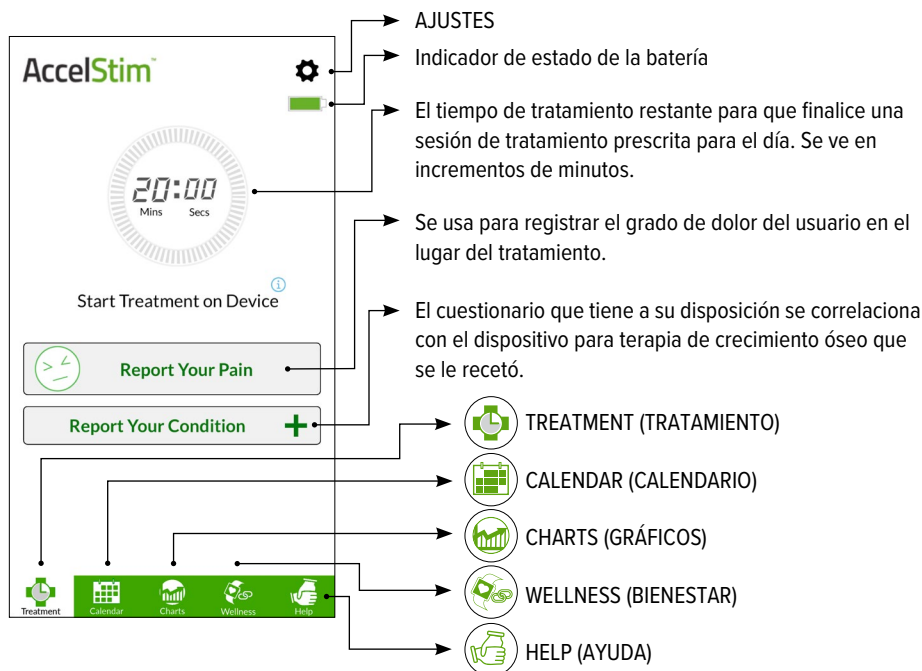 AJUSTES
AccelStim™
Indicador de estado de la batería
El tiempo de tratamiento restante para que finalice una
sesión de tratamiento prescrita para el día. Se ve en
incrementos de minutos.
20:00
Mins Secs
Se usa para registrar el grado de dolor del usuario en el
lugar del tratamiento.
Start Treatment on Device
El cuestionario que tiene a su disposición se correlaciona
con el dispositivo para terapia de crecimiento óseo que
se le recetó.
Report Your Pain
Report Your Condition
TREATMENT (TRATAMIENTO)
CALENDAR (CALENDARIO)
CHARTS (GRÁFICOS)
WELLNESS (BIENESTAR)
HELP (AYUDA)
Treatment Calendar Charts Wellness Help